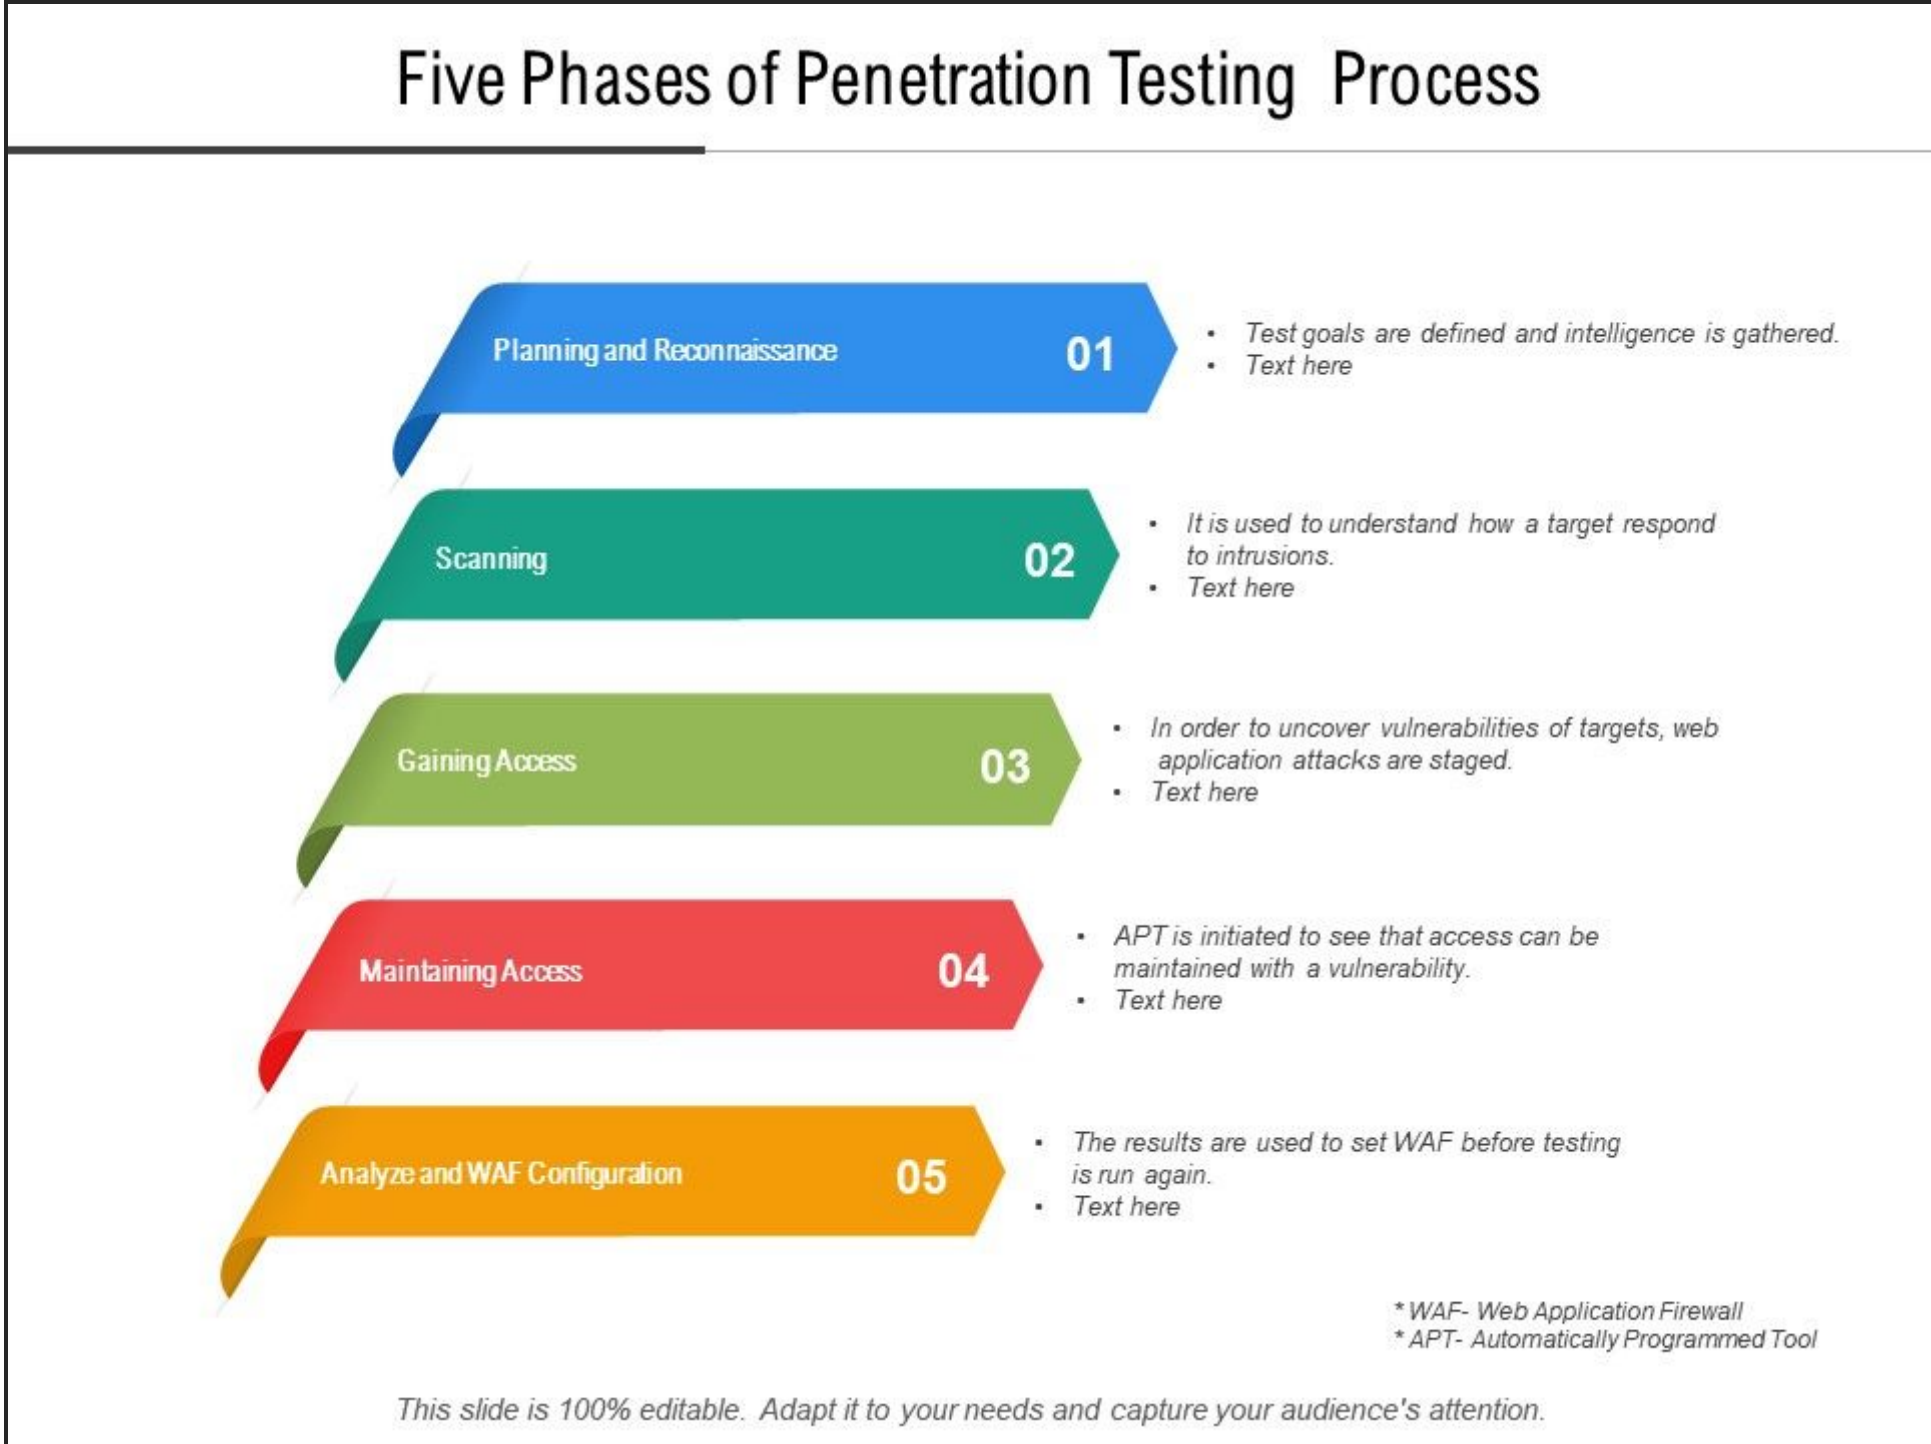 Five Phases of Penetration Testing Process
Planning and Reconnaissance 01
• Test goals are defined and intelligence is gathered.
• Text here
Scanning 02
• It is used to understand how a target respond
to intrusions.
• Text here
Gaining Access 03
• In order to uncover vulnerabilities of targets, web
application attacks are staged.
• Text here
Maintaining Access 04
• APT is initiated to see that access can be
maintained with a vulnerability.
• Text here
Analyze and WAF Configuration 05
• The results are used to set WAF before testing
is run again.
• Text here
* WAF- Web Application Firewall
* APT- Automatically Programmed Tool
This slide is 100% editable. Adapt it to your needs and capture your audience's attention.